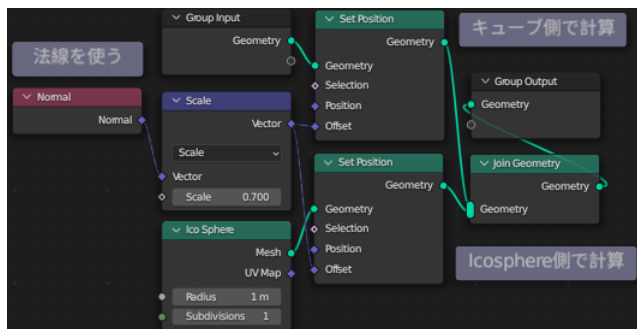 法線を使う
Normal
Normal
Group Input
Geometry
Scale
Vector
Scale
Vector
Scale 0.700
Ico Sphere
Mesh
UV Map
Radius 1 m
Subdivisions 1
Set Position
Geometry
Geometry
Selection
Position
Offset
Set Position
Geometry
Geometry
Selection
Position
Offset
キューブ側で計算
Group Output
Geometry
Join Geometry
Geometry
Geometry
Icosphere側で計算